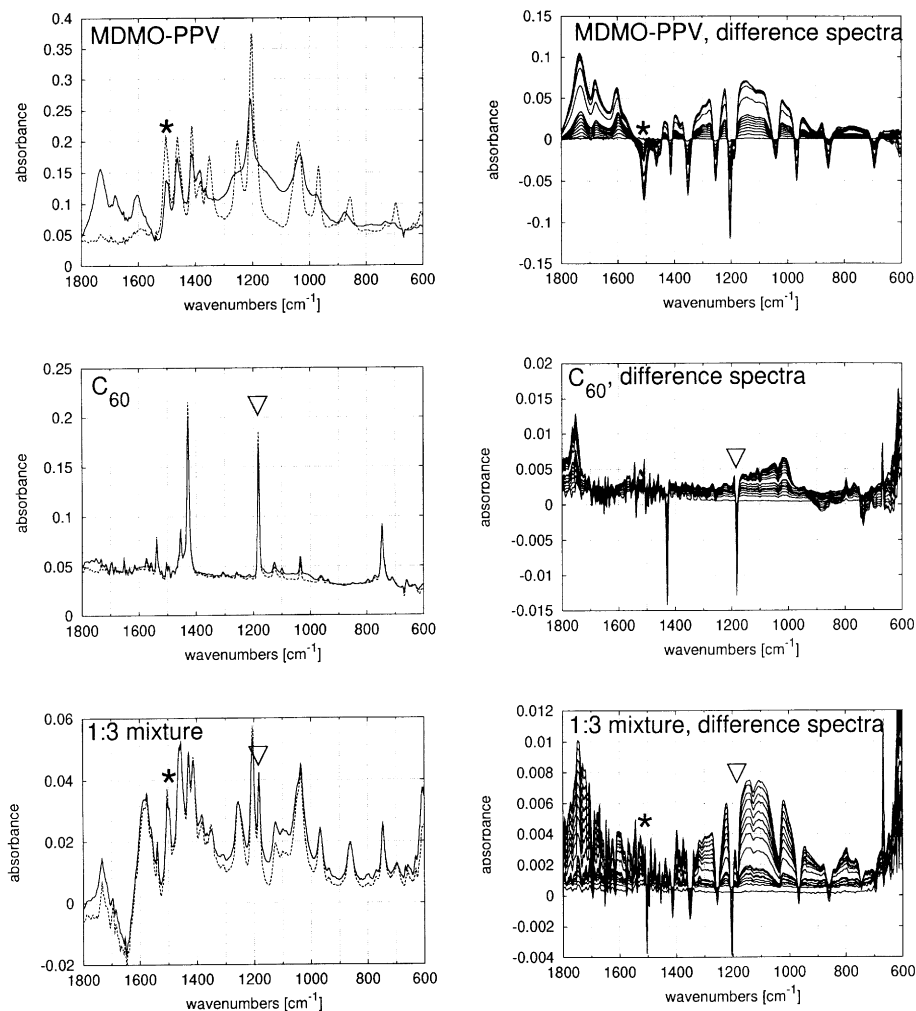 MDMO-PPV
0.4
0.35
0.3
0.25
0.2
0.15
0.1
0.05
0
*
absorbance
1800 1600 1400 1200 1000 800 600
wavenumbers [cm⁻¹]
MDMO-PPV, difference spectra
0.15
0.1
0.05
0
-0.05
-0.1
-0.15
*
absorbance
1800 1600 1400 1200 1000 800 600
wavenumbers [cm⁻¹]
C₆₀
0.25
0.2
0.15
0.1
0.05
0
absorbance
1800 1600 1400 1200 1000 800 600
wavenumbers [cm⁻¹]
C₆₀, difference spectra
0.02
0.015
0.01
0.005
0
-0.005
-0.01
-0.015
absorbance
1800 1600 1400 1200 1000 800 600
wavenumbers [cm⁻¹]
1:3 mixture
0.06
0.04
0.02
0
-0.02
*
absorbance
1800 1600 1400 1200 1000 800 600
wavenumbers [cm⁻¹]
1:3 mixture, difference spectra
0.012
0.01
0.008
0.006
0.004
0.002
0
-0.002
-0.004
*
absorbance
1800 1600 1400 1200 1000 800 600
wavenumbers [cm⁻¹]